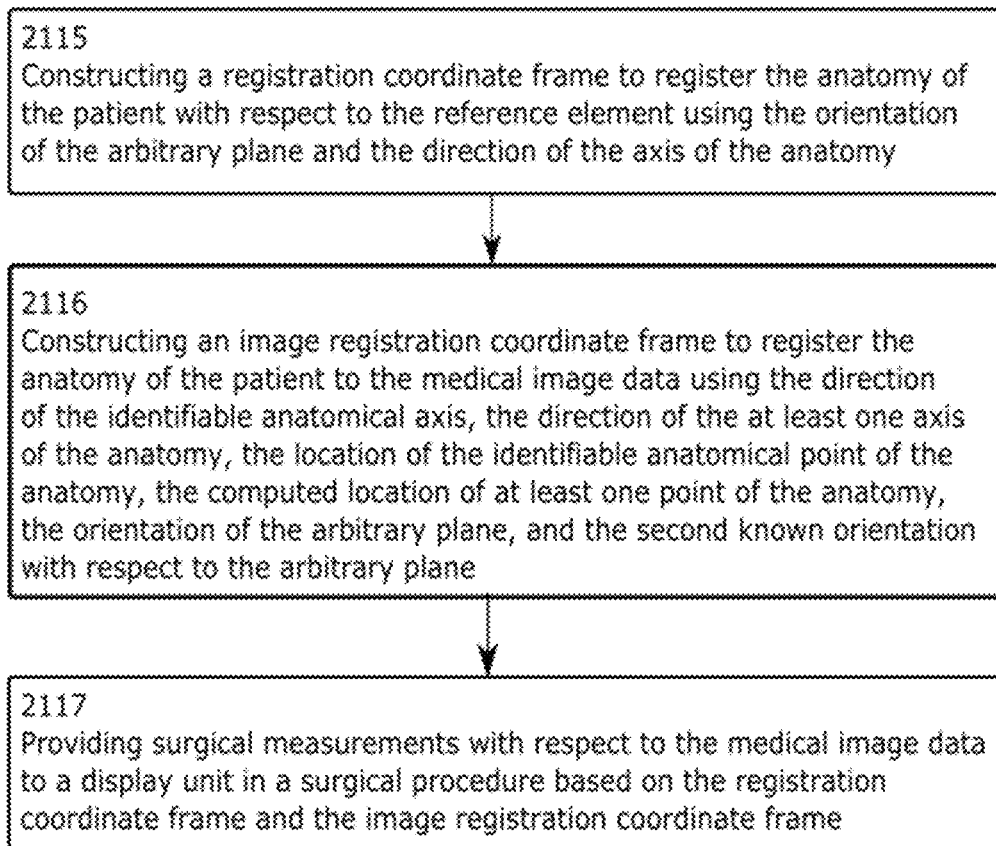 2115
Constructing a registration coordinate frame to register the anatomy of
the patient with respect to the reference element using the orientation
of the arbitrary plane and the direction of the axis of the anatomy
2116
Constructing an image registration coordinate frame to register the
anatomy of the patient to the medical image data using the direction
of the identifiable anatomical axis, the direction of the at least one axis
of the anatomy, the location of the identifiable anatomical point of the
anatomy, the computed location of at least one point of the anatomy,
the orientation of the arbitrary plane, and the second known orientation
with respect to the arbitrary plane
2117
Providing surgical measurements with respect to the medical image data
to a display unit in a surgical procedure based on the registration
coordinate frame and the image registration coordinate frame